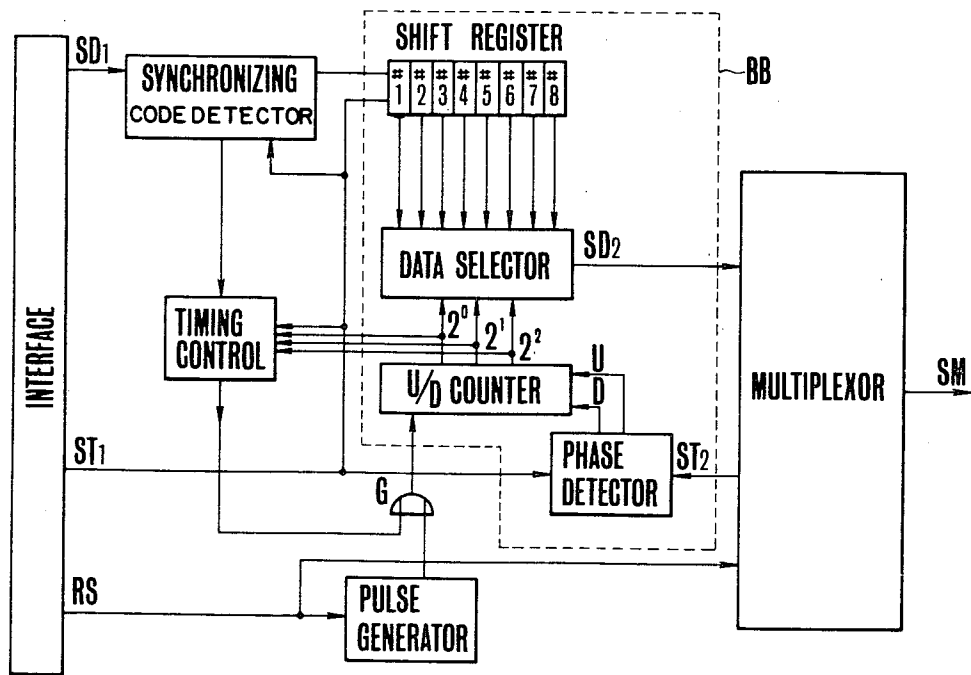 SHIFT REGISTER
SD1
SYNCHRONIZING
CODE DETECTOR
# # # # # # # #
1 2 3 4 5 6 7 8
BB
DATA SELECTOR
SD2
INTERFACE
TIMING
CONTROL
2⁰
2¹
2²
U/D COUNTER
U
D
MULTIPLEXOR
SM
ST1
G
PHASE
DETECTOR
ST2
RS
PULSE
GENERATOR